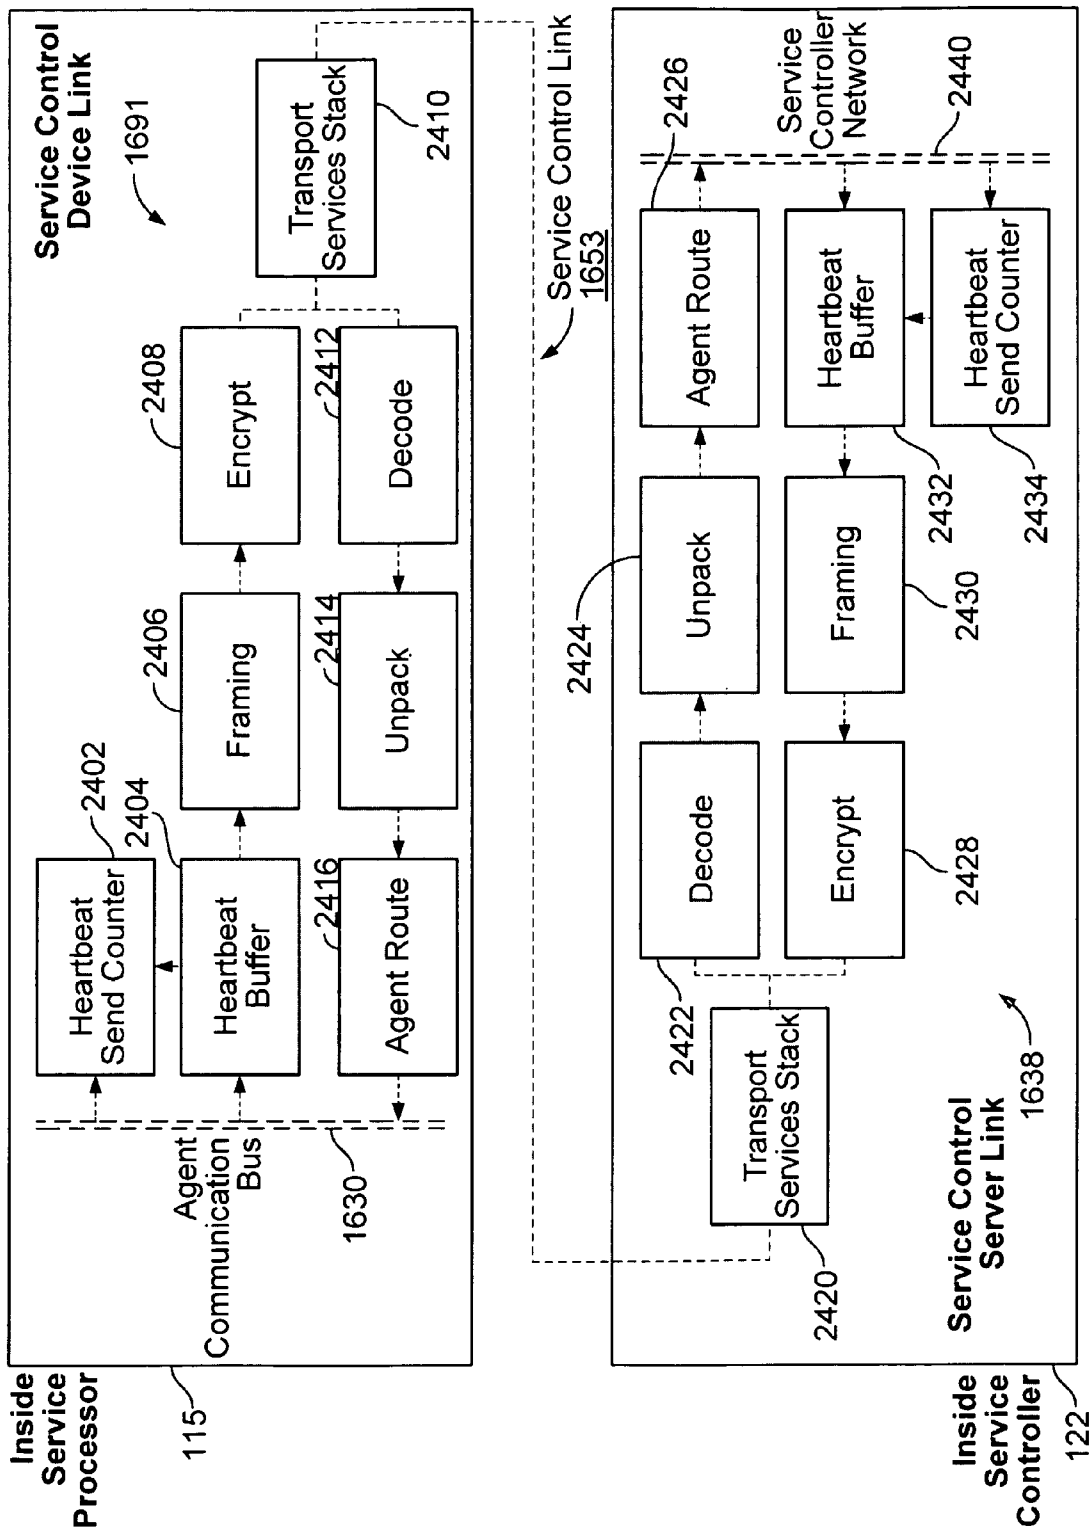 Inside
Service
Processor
115
Service Control
Device Link
1691
Agent
Communication
Bus
1630
Heartbeat
Send Counter
2402
Heartbeat
Buffer
2404
Framing
2406
Encrypt
2408
Transport
Services Stack
2410
Decode
2412
Unpack
2414
Agent Route
2416
Service Control Link
1653
Inside
Service
Controller
122
Service Control
Server Link
1638
Transport
Services Stack
2420
Decode
2422
Unpack
2424
Agent Route
2426
Encrypt
2428
Framing
2430
Heartbeat
Buffer
2432
Heartbeat
Send Counter
2434
Service
Controller
Network
2440